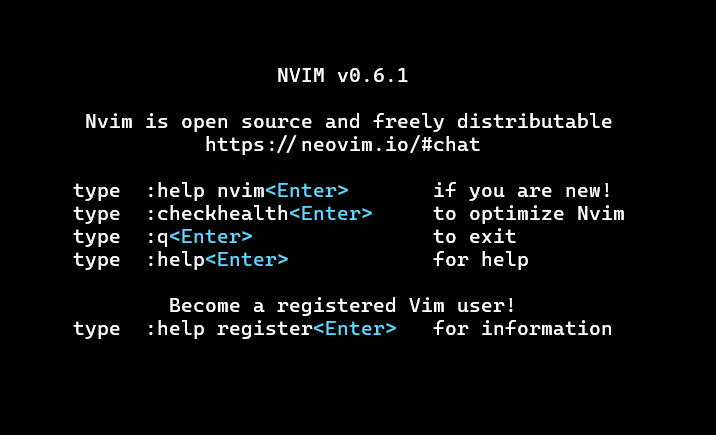 NVIM v0.6.1
Nvim is open source and freely distributable
https://neovim.io/#chat
type  :help nvim<Enter>       if you are new!
type  :checkhealth<Enter>     to optimize Nvim
type  :q<Enter>               to exit
type  :help<Enter>            for help
Become a registered Vim user!
type  :help register<Enter>   for information